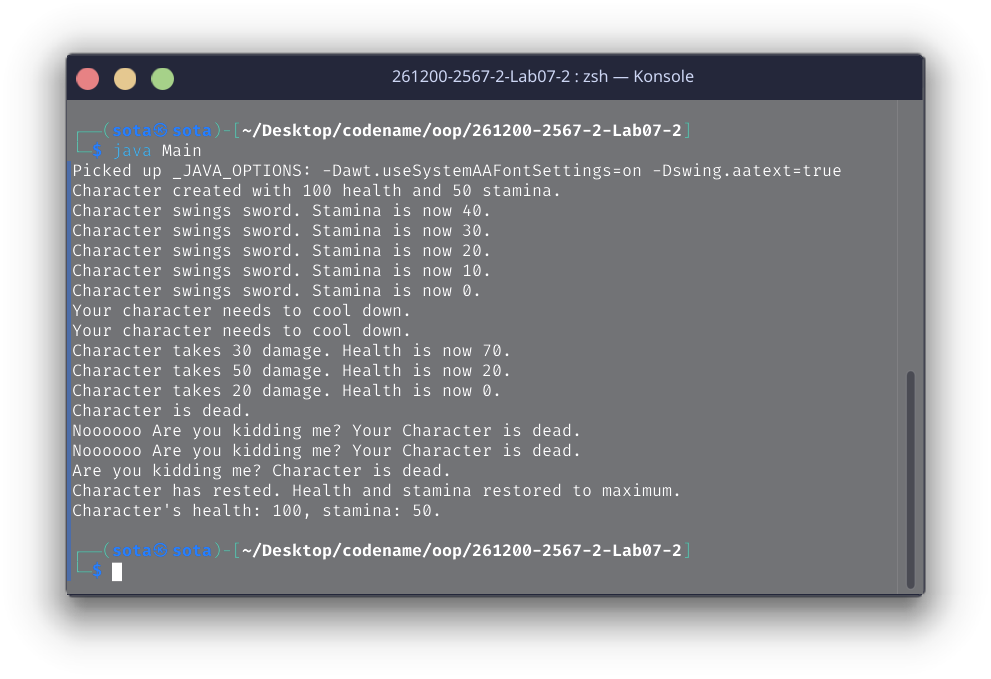 261200-2567-2-Lab07-2 : zsh — Konsole
┌──(sota㉿sota)-[~/Desktop/codename/oop/261200-2567-2-Lab07-2]
└─$ java Main
Picked up _JAVA_OPTIONS: -Dawt.useSystemAAFontSettings=on -Dswing.aatext=true
Character created with 100 health and 50 stamina.
Character swings sword. Stamina is now 40.
Character swings sword. Stamina is now 30.
Character swings sword. Stamina is now 20.
Character swings sword. Stamina is now 10.
Character swings sword. Stamina is now 0.
Your character needs to cool down.
Your character needs to cool down.
Character takes 30 damage. Health is now 70.
Character takes 50 damage. Health is now 20.
Character takes 20 damage. Health is now 0.
Character is dead.
Noooooo Are you kidding me? Your Character is dead.
Noooooo Are you kidding me? Your Character is dead.
Are you kidding me? Character is dead.
Character has rested. Health and stamina restored to maximum.
Character's health: 100, stamina: 50.
┌──(sota㉿sota)-[~/Desktop/codename/oop/261200-2567-2-Lab07-2]
└─$